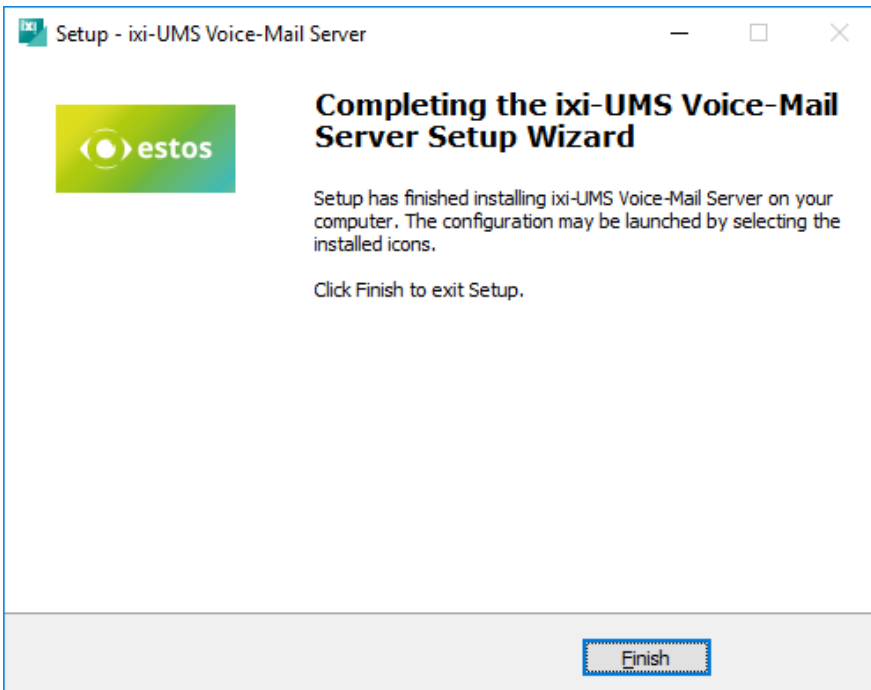 ixi
Setup - ixi-UMS Voice-Mail Server
estos
Completing the ixi-UMS Voice-Mail
Server Setup Wizard
Setup has finished installing ixi-UMS Voice-Mail Server on your
computer. The configuration may be launched by selecting the
installed icons.
Click Finish to exit Setup.
Finish